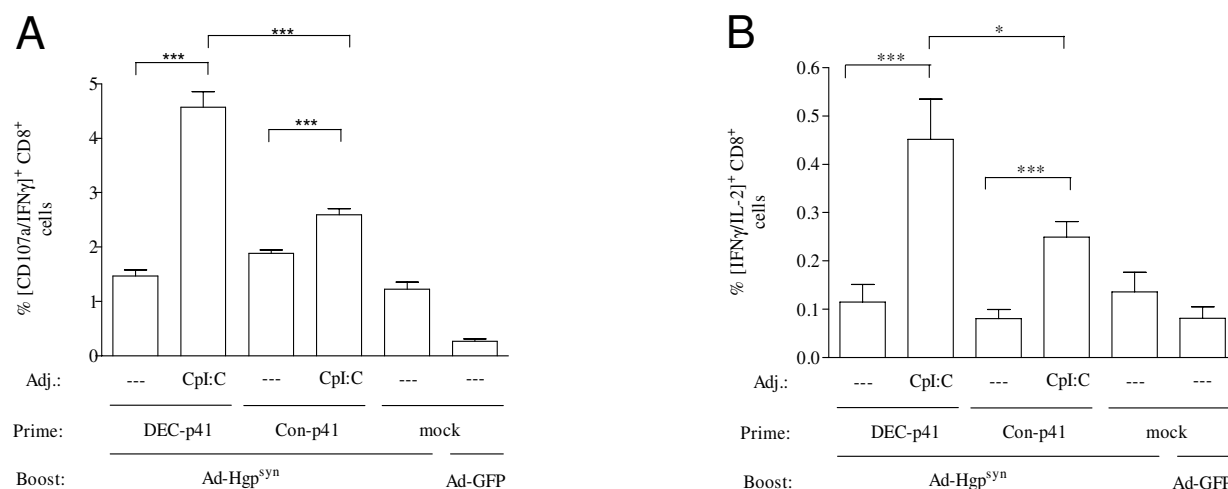 A
***
***
***
5
4
3
2
1
0
% [CD107a/IFNγ]⁺ CD8⁺
cells
Adj.: --- CpI:C --- CpI:C --- ---
Prime: DEC-p41 Con-p41 mock
Boost: Ad-Hgpˢʸⁿ Ad-GFP
B
*
***
***
0.6
0.5
0.4
0.3
0.2
0.1
0.0
% [IFNγ/IL-2]⁺ CD8⁺
cells
Adj.: --- CpI:C --- CpI:C --- ---
Prime: DEC-p41 Con-p41 mock
Boost: Ad-Hgpˢʸⁿ Ad-GFP